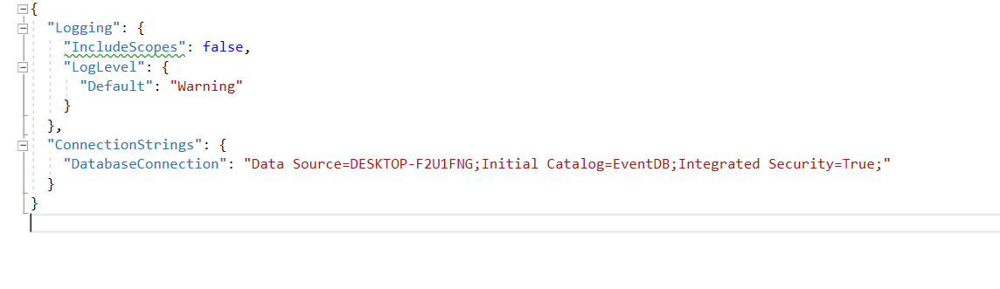 {
"Logging": {
"IncludeScopes": false,
"LogLevel": {
"Default": "Warning"
}
},
"ConnectionStrings": {
"DatabaseConnection": "Data Source=DESKTOP-F2U1FNG;Initial Catalog=EventDB;Integrated Security=True;"
}
}